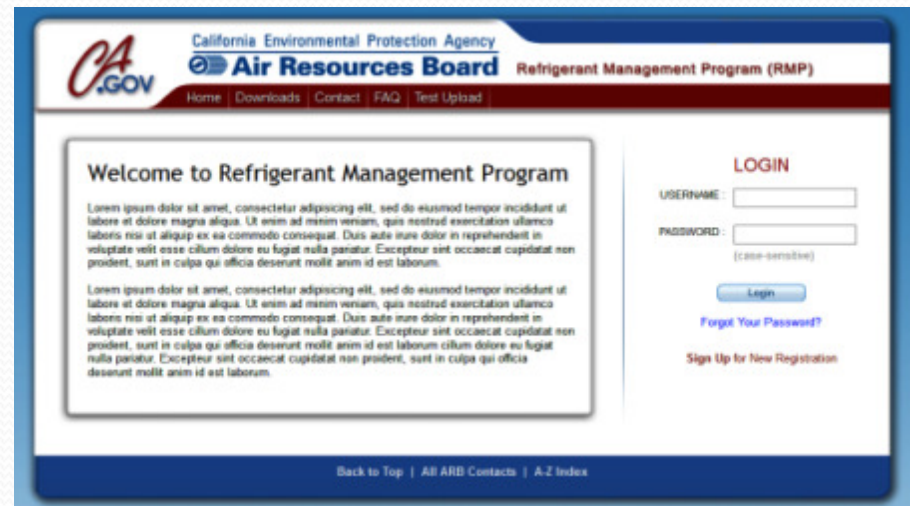 California Environmental Protection Agency
CA.GOV
Air Resources Board
Refrigerant Management Program (RMP)
Home | Downloads | Contact | FAQ | Test Upload
Welcome to Refrigerant Management Program
Lorem ipsum dolor sit amet, consectetur adipisicing elit, sed do eiusmod tempor incididunt ut
labore et dolore magna aliqua. Ut enim ad minim veniam, quis nostrud exercitation ullamco
laboris nisi ut aliquip ex ea commodo consequat. Duis aute irure dolor in reprehenderit in
voluptate velit esse cillum dolore eu fugiat nulla pariatur. Excepteur sint occaecat cupidatat non
proident, sunt in culpa qui officia deserunt mollit anim id est laborum.
Lorem ipsum dolor sit amet, consectetur adipisicing elit, sed do eiusmod tempor incididunt ut
labore et dolore magna aliqua. Ut enim ad minim veniam, quis nostrud exercitation ullamco
laboris nisi ut aliquip ex ea commodo consequat. Duis aute irure dolor in reprehenderit in
voluptate velit esse cillum dolore eu fugiat nulla pariatur. Excepteur sint occaecat cupidatat non
proident, sunt in culpa qui officia deserunt mollit anim id est laborum cillum dolore eu fugiat
nulla pariatur. Excepteur sint occaecat cupidatat non proident, sunt in culpa qui officia
deserunt mollit anim id est laborum.
LOGIN
USERNAME :
PASSWORD :
(case-sensitive)
Login
Forgot Your Password?
Sign Up for New Registration
Back to Top | All ARB Contacts | A-Z Index